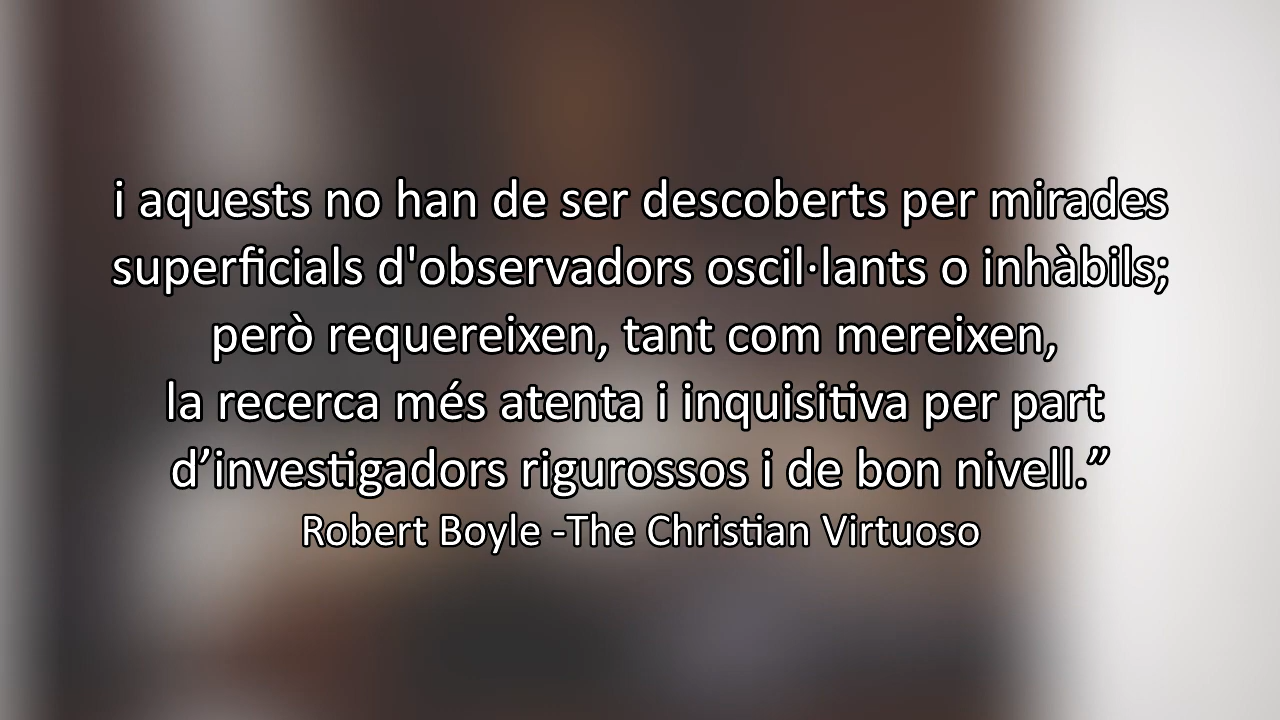 i aquests no han de ser descoberts per mirades
superficials d'observadors oscil·lants o inhàbils;
però requereixen, tant com mereixen,
la recerca més atenta i inquisitiva per part
d’investigadors rigurossos i de bon nivell.”
Robert Boyle -The Christian Virtuoso